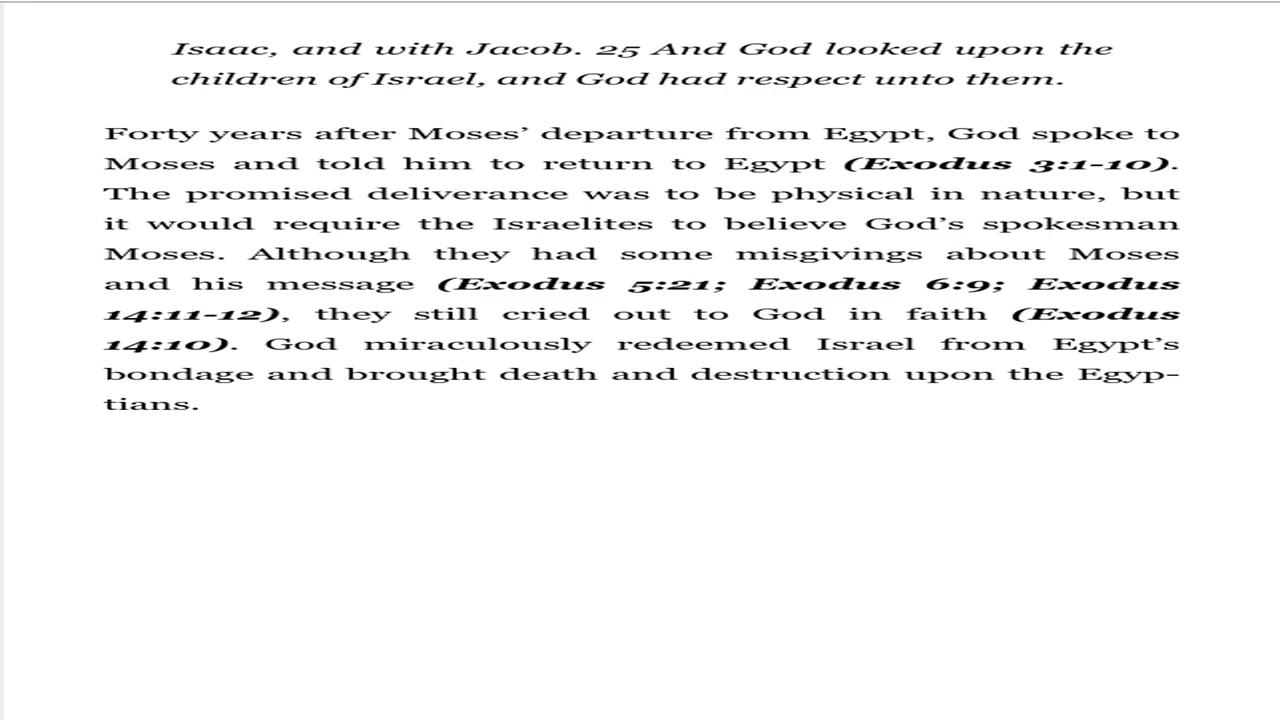 Isaac, and with Jacob. 25 And God looked upon the
children of Israel, and God had respect unto them.
Forty years after Moses’ departure from Egypt, God spoke to
Moses and told him to return to Egypt (Exodus 3:1-10).
The promised deliverance was to be physical in nature, but
it would require the Israelites to believe God’s spokesman
Moses. Although they had some misgivings about Moses
and his message (Exodus 5:21; Exodus 6:9; Exodus
14:11-12), they still cried out to God in faith (Exodus
14:10). God miraculously redeemed Israel from Egypt’s
bondage and brought death and destruction upon the Egyp-
tians.